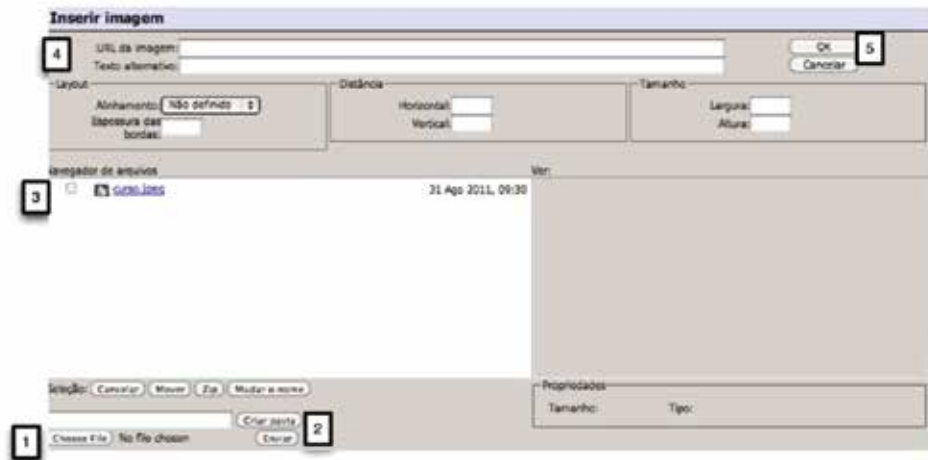 Inserir imagem
4
URL da imagem:
OK
5
Texto alternativo:
Cancelar
Layout
Distância
Tamanho
Alinhamento: Não definido
Horizontal:
Largura:
Espessura das bordas:
Vertical:
Altura:
Navegador de arquivos
Ver:
3
curso.jpeg
31 Ago 2011, 09:30
Seleção: Cancelar Mover Zip Mudar o nome
Propriedades
Criar pasta
2
Tamanho:
Tipo:
1
Choose File No file chosen
Enviar